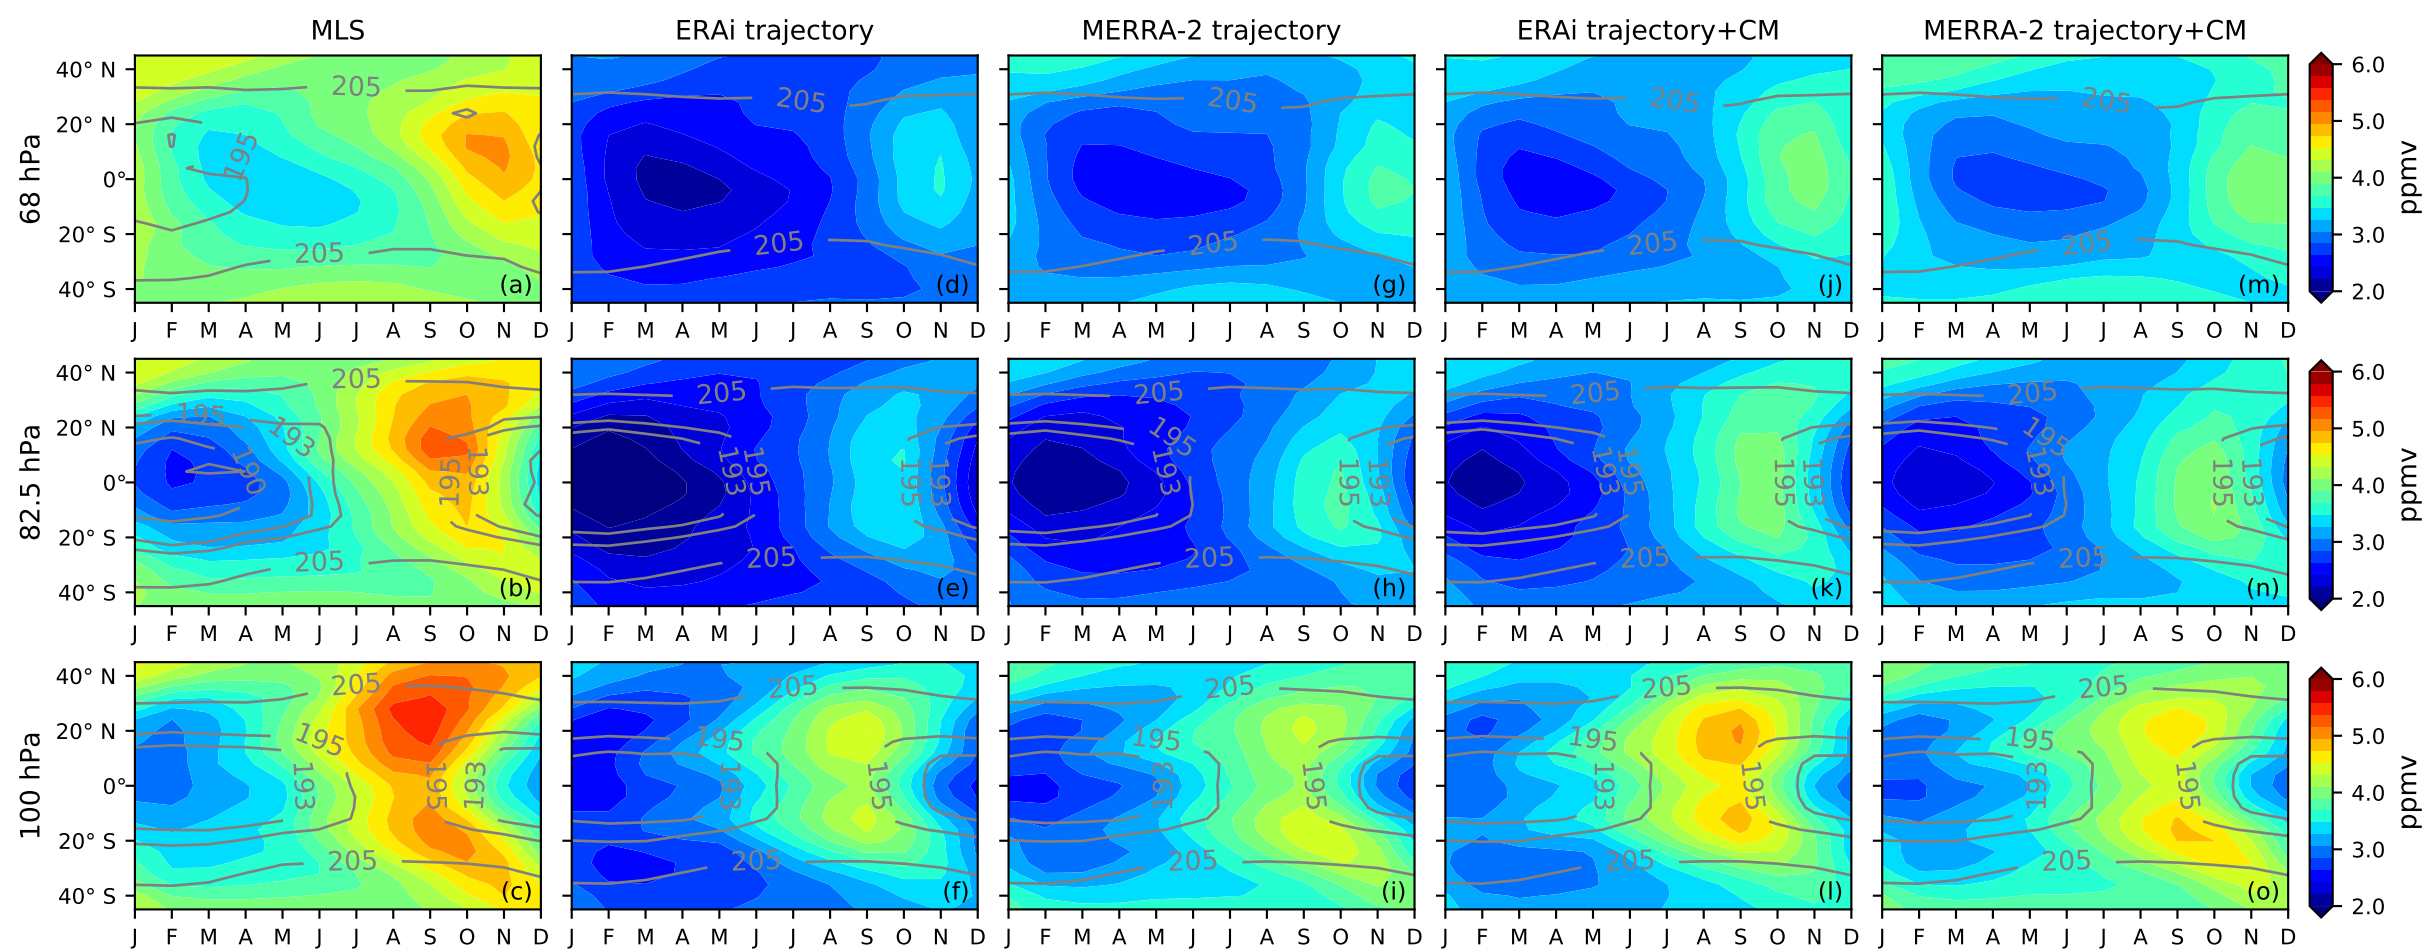 MLS ERAi trajectory MERRA-2 trajectory ERAi trajectory+CM MERRA-2 trajectory+CM
68 hPa
40° N
20° N
0°
20° S
40° S
205 195 205 (a)
205 205 (d)
205 205 (g)
205 205 (j)
205 205 (m)
6.0
5.0
4.0
3.0
2.0
ppmv
J F M A M J J A S O N D J F M A M J J A S O N D J F M A M J J A S O N D J F M A M J J A S O N D J F M A M J J A S O N D
82.5 hPa
40° N
20° N
0°
20° S
40° S
205 195 193 190 195 193 205 (b)
205 193 195 195 193 205 (e)
205 195 193 195 193 205 (h)
205 193 195 195 193 205 (k)
205 195 193 195 193 205 (n)
6.0
5.0
4.0
3.0
2.0
ppmv
J F M A M J J A S O N D J F M A M J J A S O N D J F M A M J J A S O N D J F M A M J J A S O N D J F M A M J J A S O N D
100 hPa
40° N
20° N
0°
20° S
40° S
205 195 193 195 193 205 (c)
205 195 193 195 205 (f)
205 195 193 195 205 (i)
205 195 193 195 205 (l)
205 195 193 195 205 (o)
6.0
5.0
4.0
3.0
2.0
ppmv
J F M A M J J A S O N D J F M A M J J A S O N D J F M A M J J A S O N D J F M A M J J A S O N D J F M A M J J A S O N D